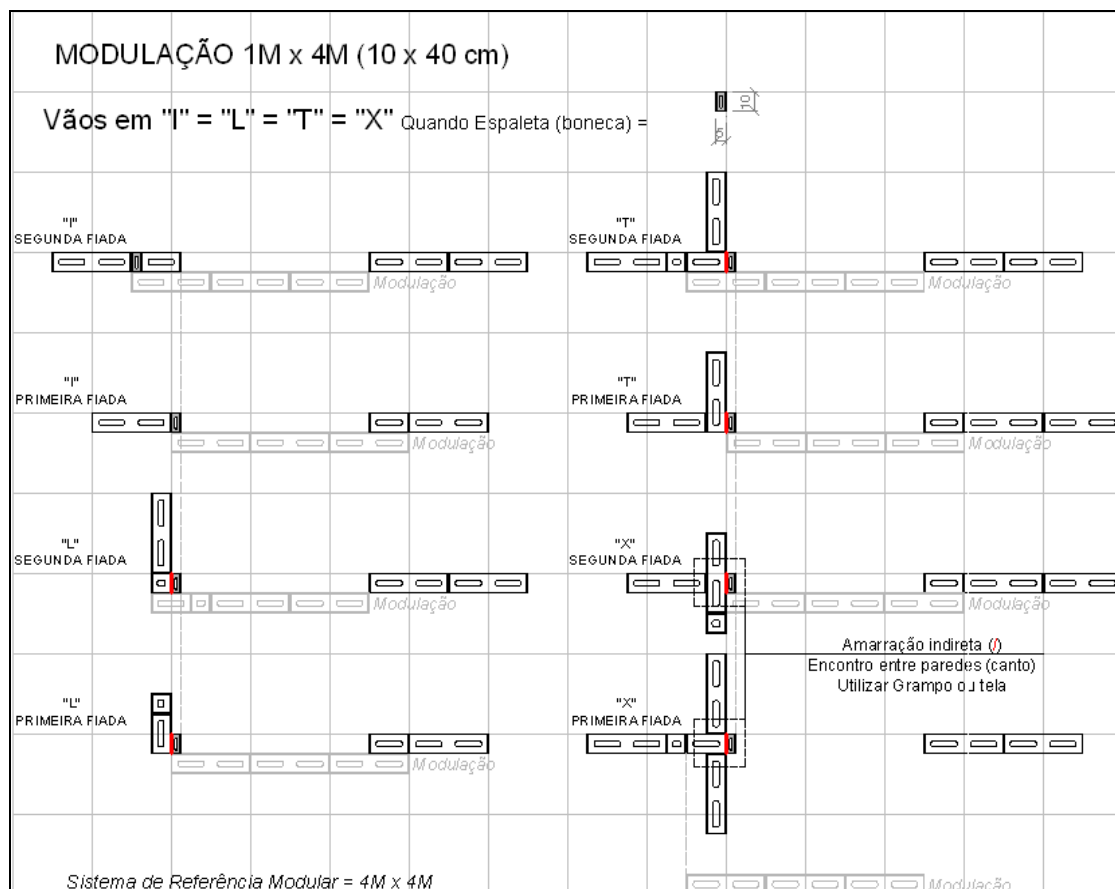 MODULAÇÃO 1M x 4M (10 x 40 cm)
Vãos em "I" = "L" = "T" = "X" Quando Espaleta (boneca) =
10
5
"I"
SEGUNDA FIADA
Modulação
"T"
SEGUNDA FIADA
Modulação
"I"
PRIMEIRA FIADA
Modulação
"T"
PRIMEIRA FIADA
Modulação
"L"
SEGUNDA FIADA
Modulação
"X"
SEGUNDA FIADA
Modulação
Amarração indireta (/)
Encontro entre paredes (canto)
Utilizar Grampo ou tela
"L"
PRIMEIRA FIADA
Modulação
"X"
PRIMEIRA FIADA
Modulação
Sistema de Referência Modular = 4M x 4M